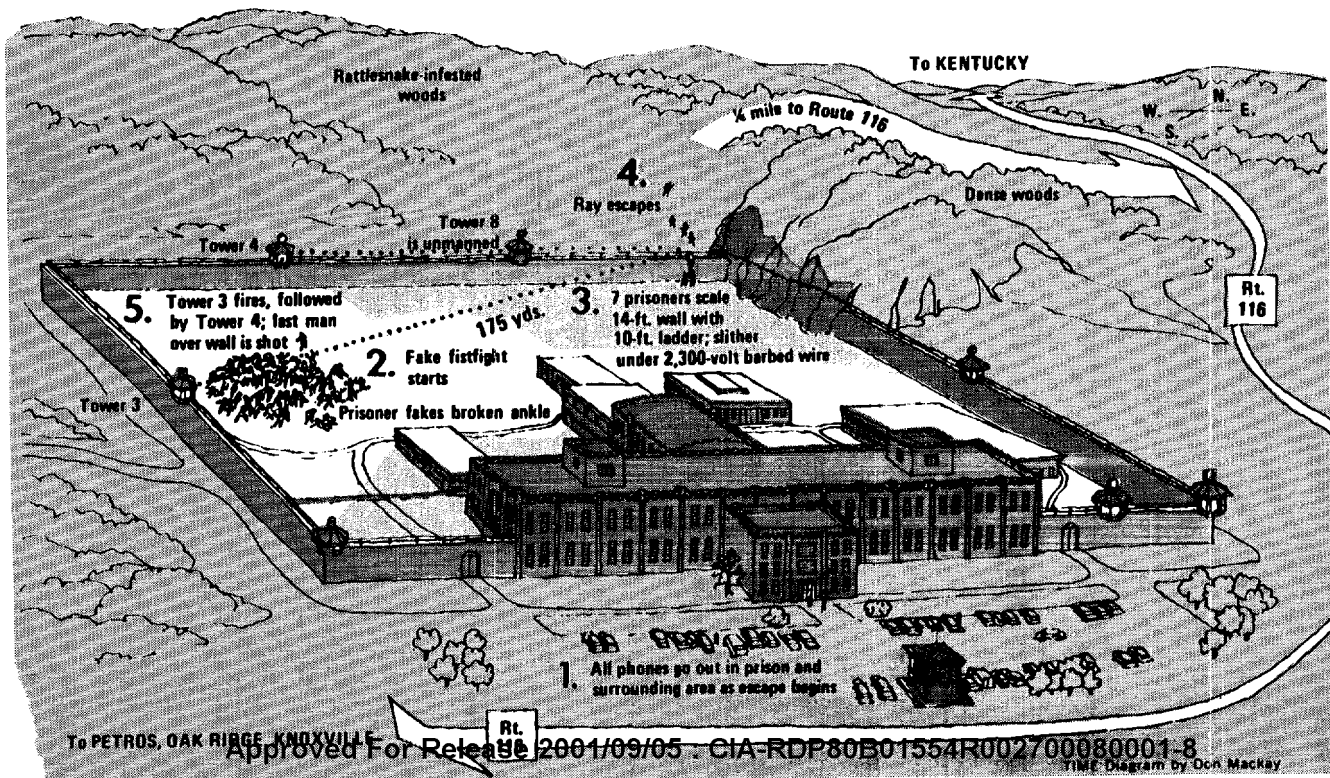 To KENTUCKY
Rattlesnake-infested
woods
N.
W. E.
S.
¼ mile to Route 116
4.
Ray escapes
Dense woods
Tower 8
is unmanned
Tower 4
Rt.
116
5. Tower 3 fires, followed
by Tower 4; last man
over wall is shot
175 yds.
3. 7 prisoners scale
14-ft. wall with
10-ft. ladder; slither
under 2,300-volt barbed wire
2. Fake fistfight
starts
Tower 3
Prisoner fakes broken ankle
1. All phones go out in prison and
surrounding area as escape begins
Rt.
To PETROS, OAK RIDGE, KNOXVILLE
Approved For Release 2001/09/05 : CIA-RDP80B01554R002700080001-8
TIME Diagram by Don Mackay